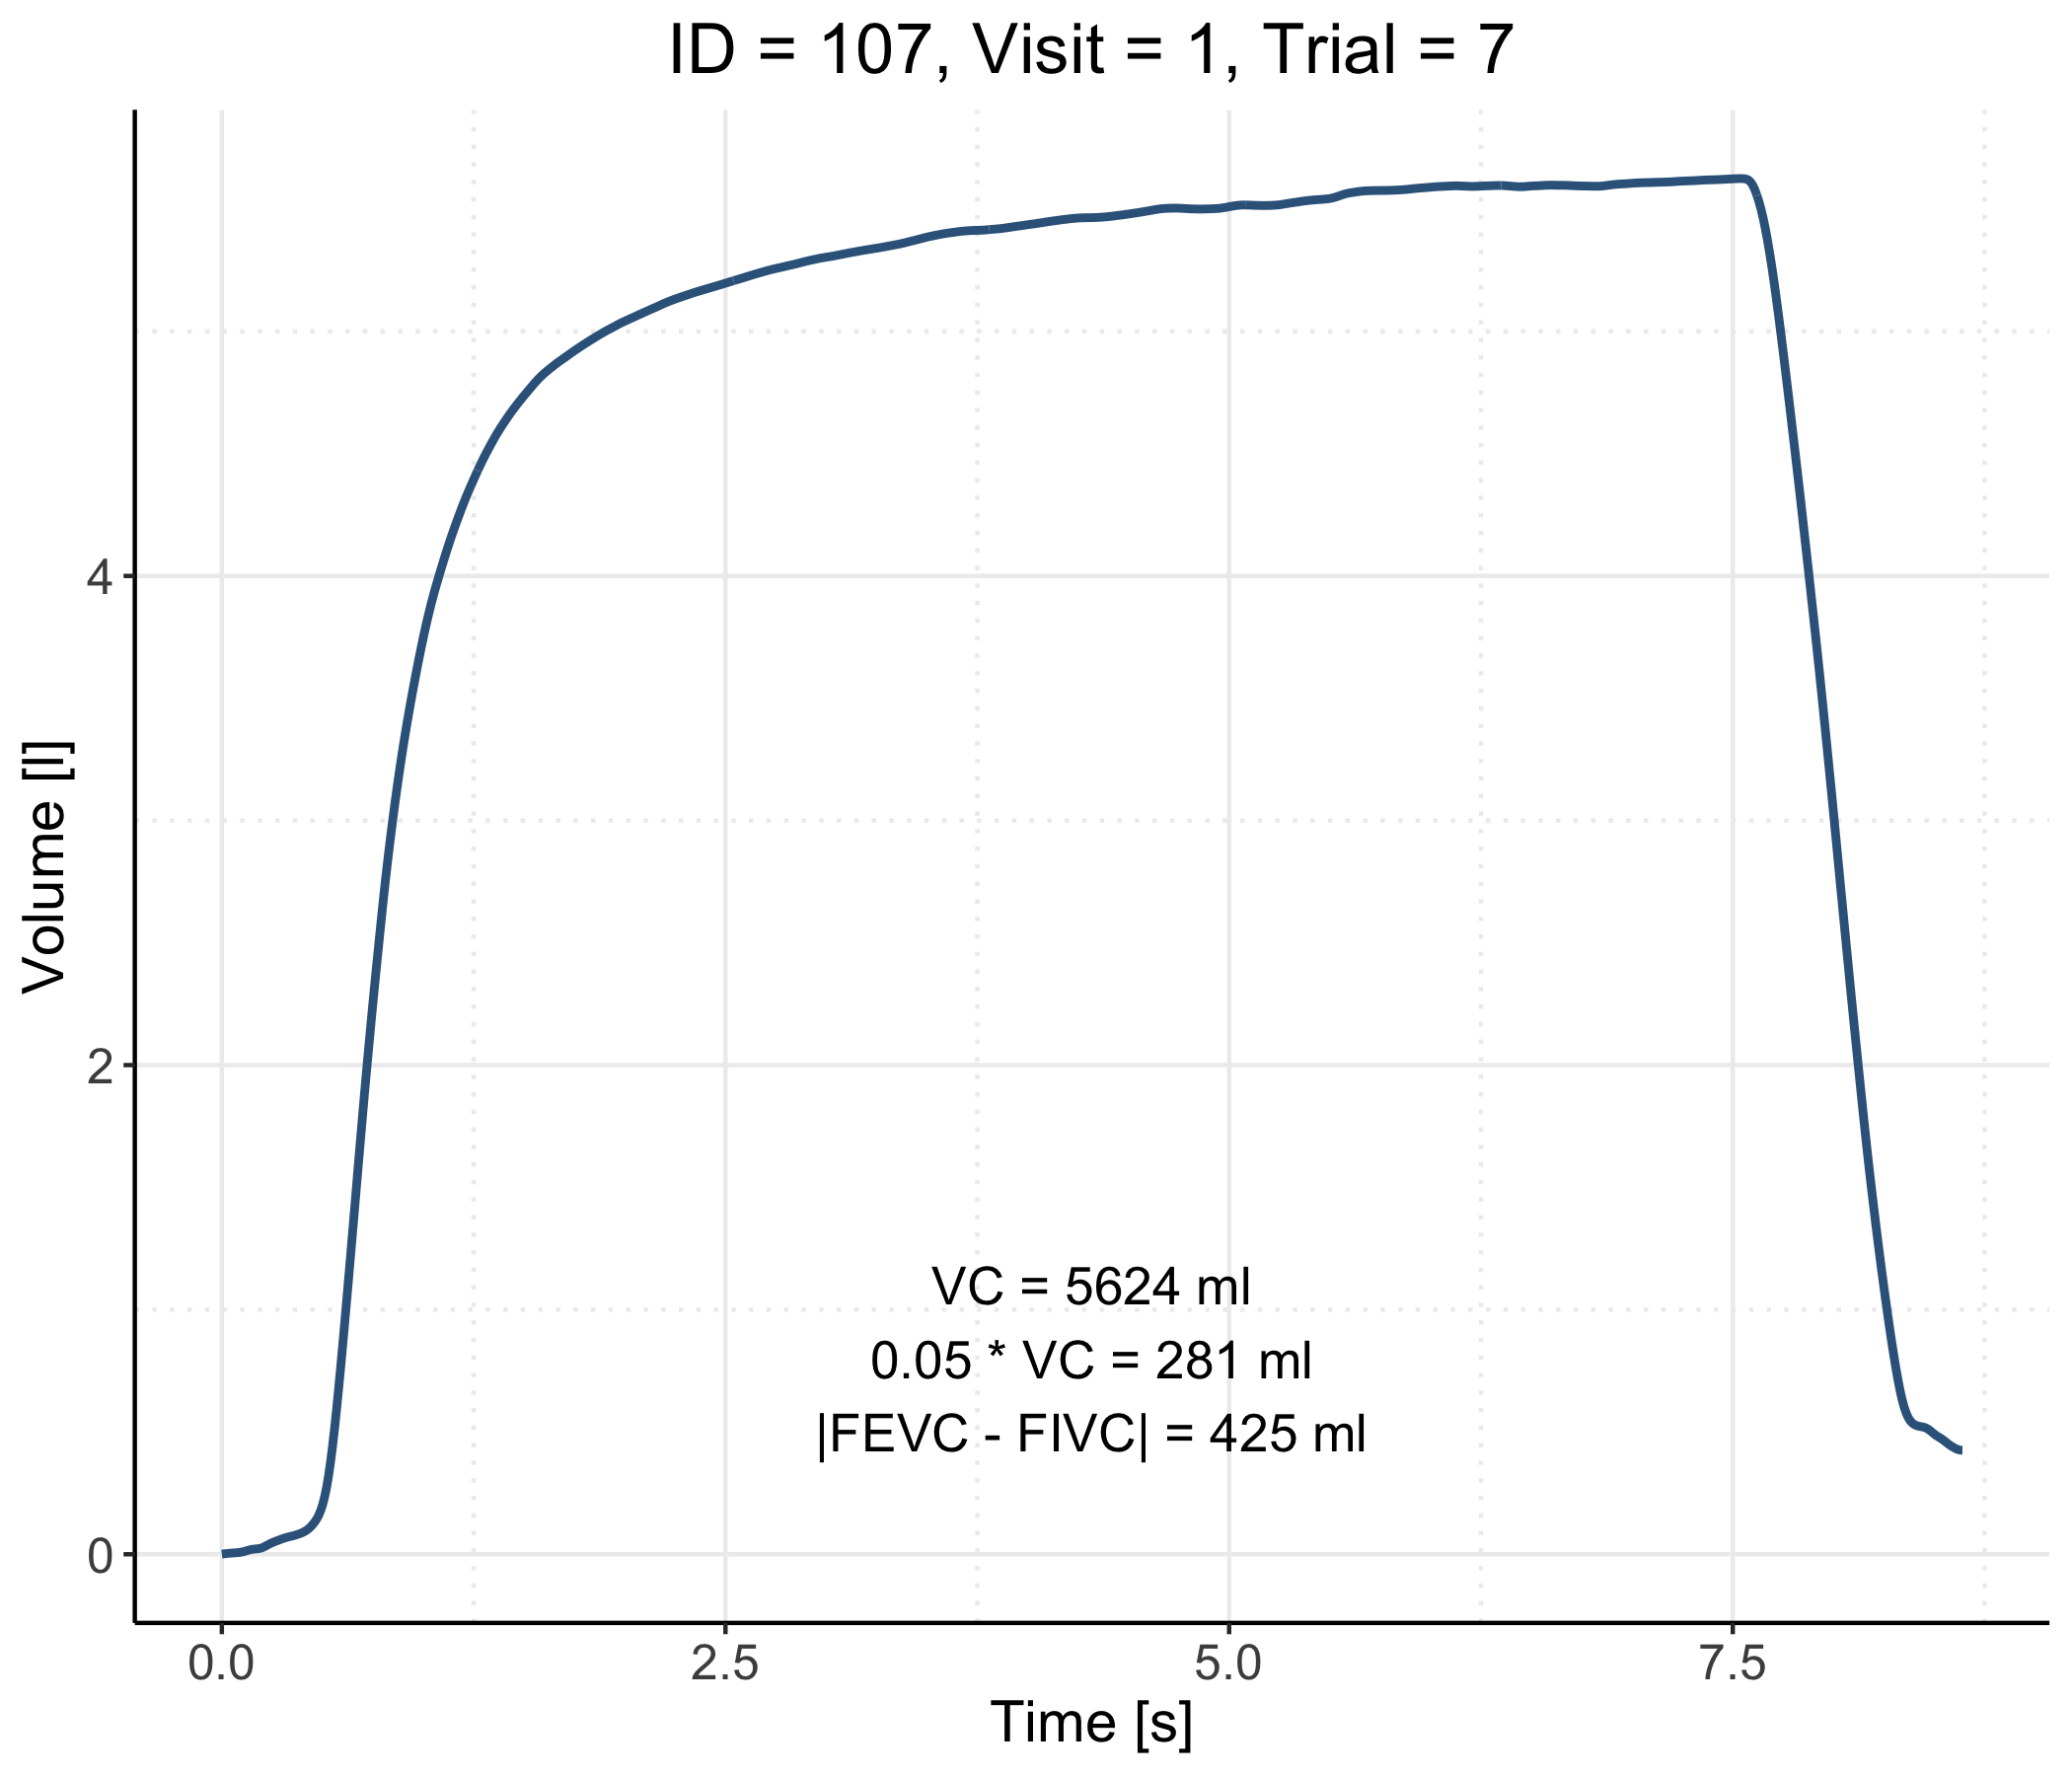 ID = 107, Visit = 1, Trial = 7
Volume [l]
4
2
0
VC = 5624 ml
0.05 * VC = 281 ml
|FEVC - FIVC| = 425 ml
0.0 2.5 5.0 7.5
Time [s]